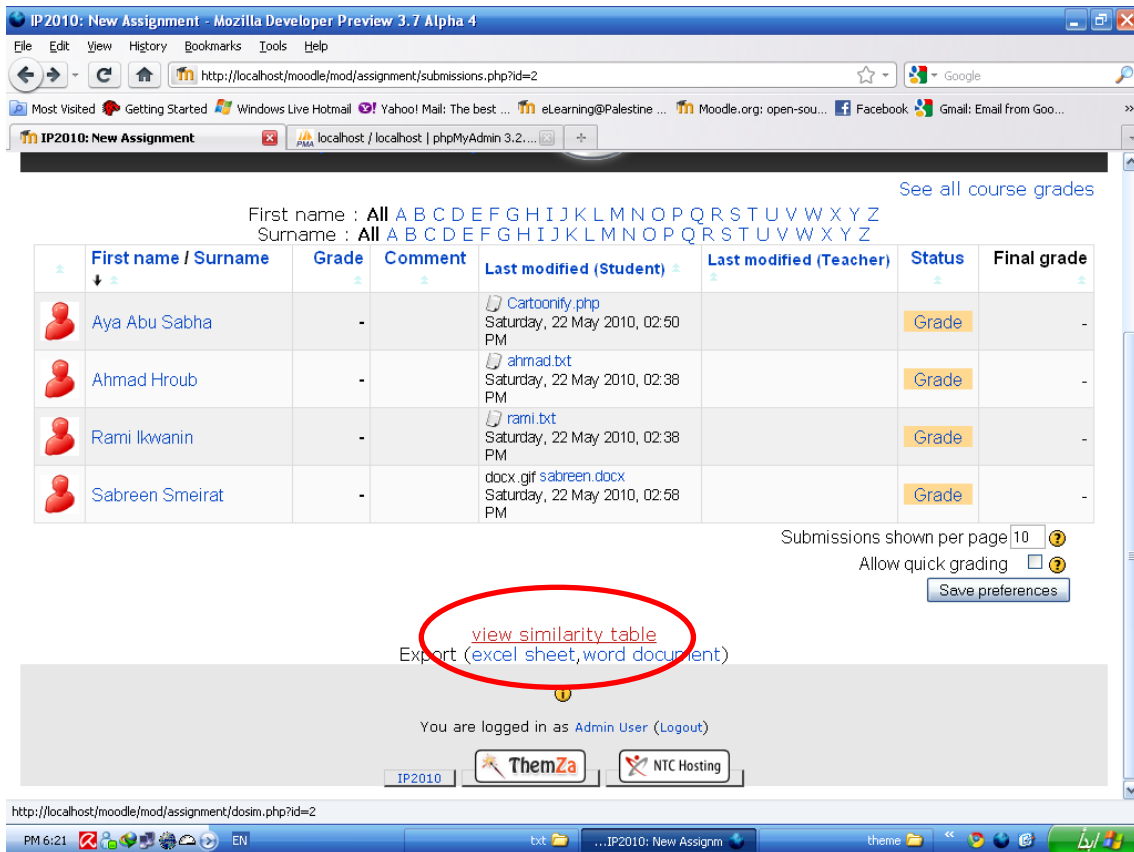 IP2010: New Assignment - Mozilla Developer Preview 3.7 Alpha 4
File Edit View History Bookmarks Tools Help
http://localhost/moodle/mod/assignment/submissions.php?id=2 Google
Most Visited Getting Started Windows Live Hotmail Yahoo! Mail: The best ... eLearning@Palestine ... Moodle.org: open-sou... Facebook Gmail: Email from Goo... »
IP2010: New Assignment localhost / localhost | phpMyAdmin 3.2....
See all course grades
First name : All A B C D E F G H I J K L M N O P Q R S T U V W X Y Z
Surname : All A B C D E F G H I J K L M N O P Q R S T U V W X Y Z
First name / Surname Grade Comment Last modified (Student) Last modified (Teacher) Status Final grade
Cartoonify.php
Aya Abu Sabha - Saturday, 22 May 2010, 02:50 Grade -
PM
ahmad.txt
Ahmad Hroub - Saturday, 22 May 2010, 02:38 Grade -
PM
rami.txt
Rami Ikwanin - Saturday, 22 May 2010, 02:38 Grade -
PM
docx.gif sabreen.docx
Sabreen Smeirat - Saturday, 22 May 2010, 02:58 Grade -
PM
Submissions shown per page 10
Allow quick grading
Save preferences
view similarity table
Export (excel sheet,word document)
You are logged in as Admin User (Logout)
IP2010 ThemZa NTC Hosting
http://localhost/moodle/mod/assignment/dosim.php?id=2
PM 6:21 EN txt ...IP2010: New Assignm theme « ابدأ